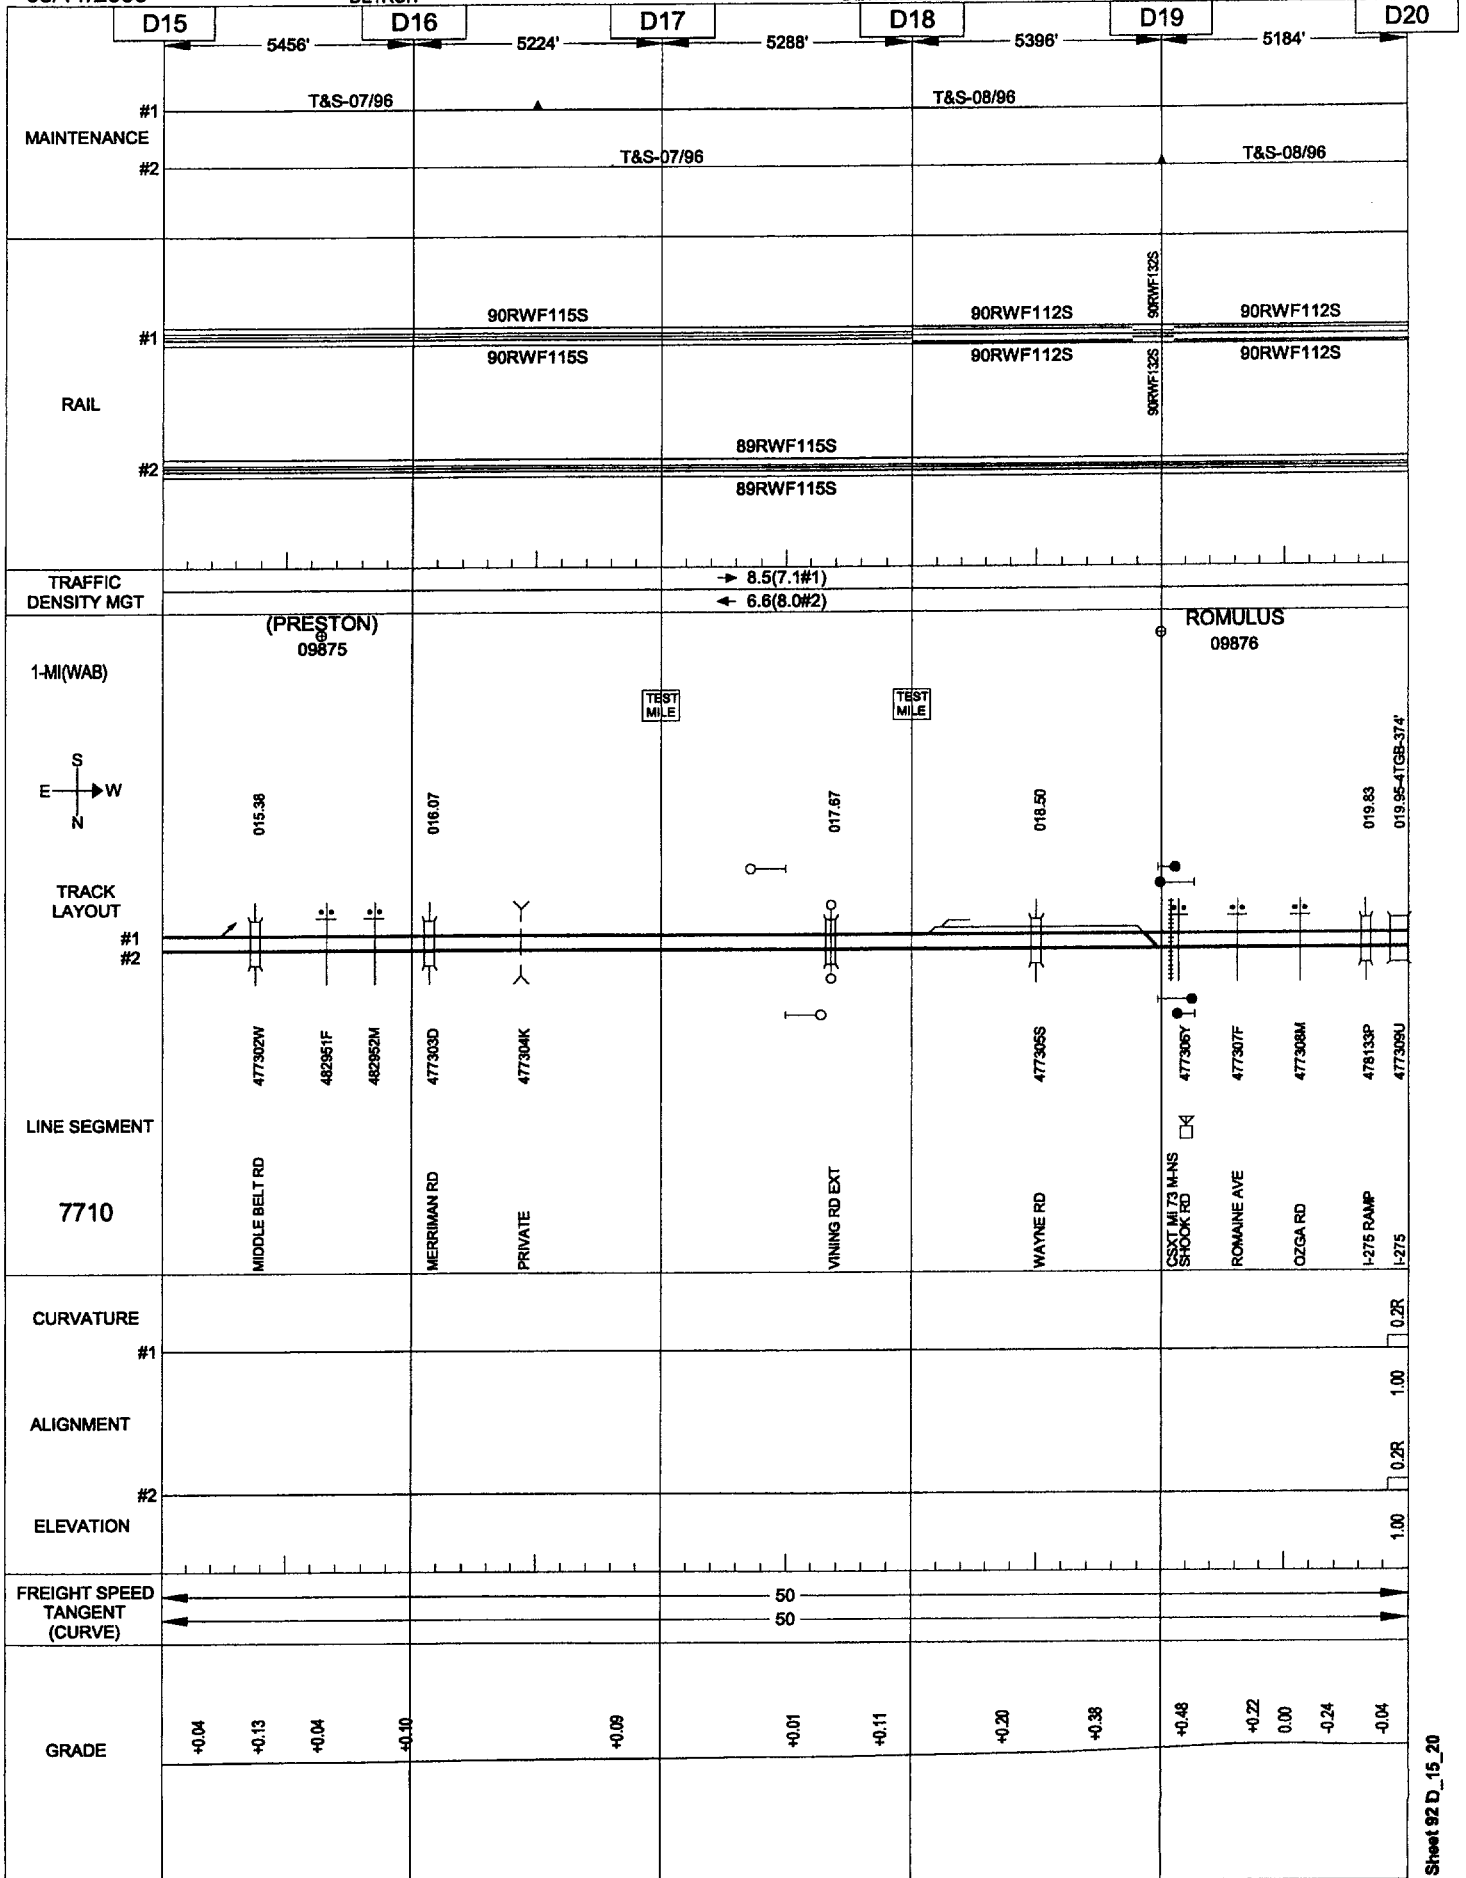 D15 D16 D17 D18 D19 D20
5456' 5224' 5288' 5396' 5184'
MAINTENANCE
#1 T&S-07/96 T&S-08/96
#2 T&S-07/96 T&S-08/96
RAIL
90RWF115S 90RWF112S 90RWF132S 90RWF112S
#1
90RWF115S 90RWF112S 90RWF132S 90RWF112S
89RWF115S
#2
89RWF115S
TRAFFIC
DENSITY MGT
8.5(7.1#1)
6.6(8.0#2)
(PRESTON)
09875
ROMULUS
09876
1-MI(WAB)
TEST
MILE
TEST
MILE
S
E W
N
015.38 016.07 017.67 018.50 019.83 019.95-4TGB-374'
TRACK
LAYOUT
#1
#2
477302W 482951F 482952M 477303D 477304K 477305S 477306Y 477307F 477308M 478133P 477309U
LINE SEGMENT
7710
MIDDLE BELT RD
MERRIMAN RD
PRIVATE
VINING RD EXT
WAYNE RD
CSXT MI 73 M-NS
SHOOK RD
ROMAINE AVE
OZGA RD
I-275 RAMP
I-275
CURVATURE
#1
0.2R
1.00
ALIGNMENT
#2
0.2R
1.00
ELEVATION
FREIGHT SPEED
TANGENT
(CURVE)
50
50
GRADE
+0.04 +0.13 +0.04 +0.10 +0.09 +0.01 +0.11 +0.20 +0.38 +0.48 +0.22 0.00 -0.24 -0.04
Sheet 92 D_15_20